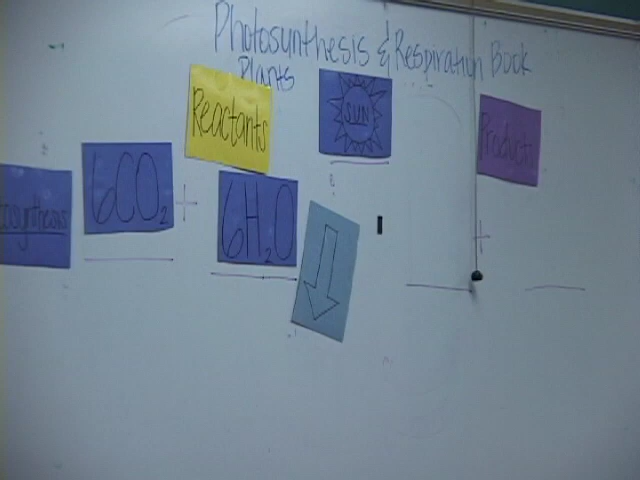 Photosynthesis & Respiration Book
Plants
Reactants
SUN
Products
6CO₂
+
6H₂O
+